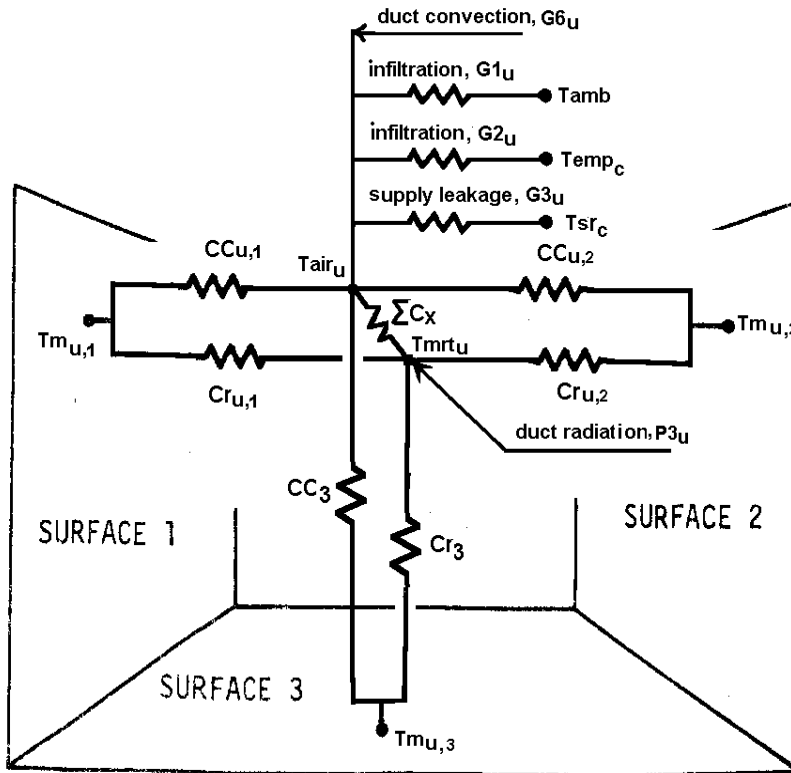 duct convection, G6u
infiltration, G1u
Tamb
infiltration, G2u
Tempc
supply leakage, G3u
Tsrc
CCu,1
Tairu
CCu,2
ΣCx
Tmu,1
Tmrtu
Tmu,2
Cru,1
Cru,2
duct radiation, P3u
CC3
SURFACE 1
SURFACE 2
Cr3
SURFACE 3
Tmu,3